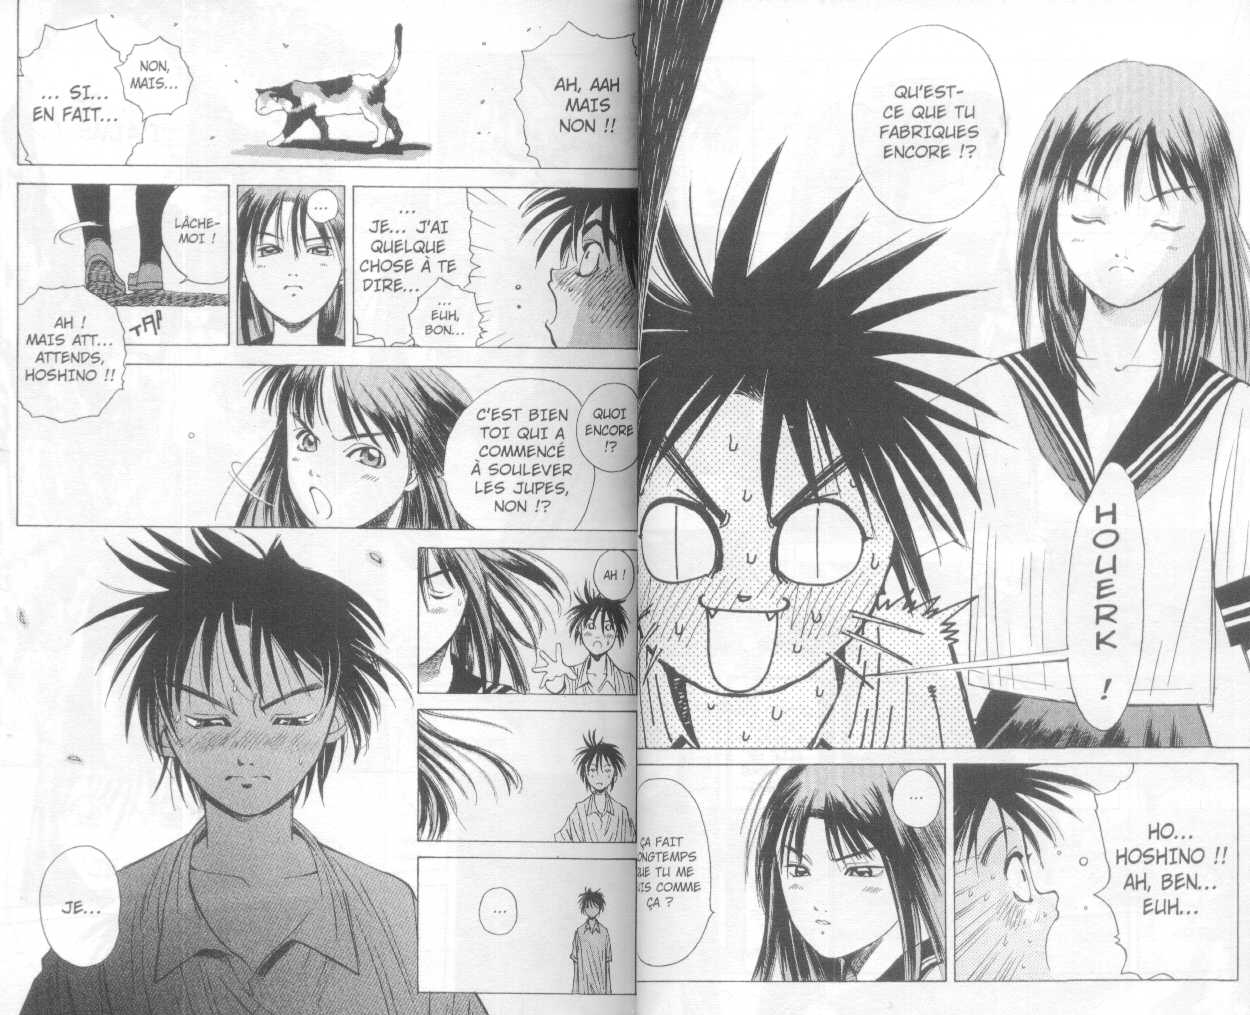 QU'EST-
CE QUE TU
FABRIQUES
ENCORE !?
HOUERK !
HO...
HOSHINO !!
AH, BEN...
EUH...
...
ÇA FAIT
LONGTEMPS
QUE TU ME
COMME
ÇA ?
AH, AAH
MAIS
NON !!
NON,
MAIS...
... SI...
EN FAIT...
...
JE... J'AI
QUELQUE
CHOSE À TE
DIRE...
...
EUH,
BON...
...
LÂCHE-
MOI !
TAP
AH !
MAIS ATT...
ATTENDS,
HOSHINO !!
QUOI
ENCORE
!?
C'EST BIEN
TOI QUI A
COMMENCÉ
À SOULEVER
LES JUPES,
NON !?
AH !
...
JE...